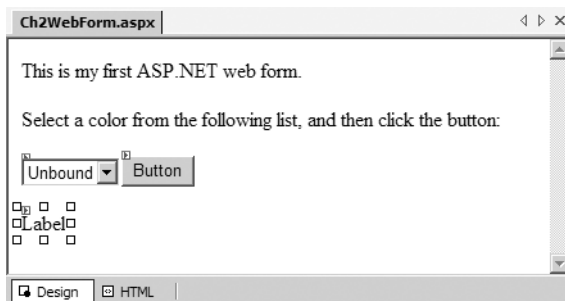 Ch2WebForm.aspx
This is my first ASP.NET web form.
Select a color from the following list, and then click the button:
Unbound Button
Label
Design HTML